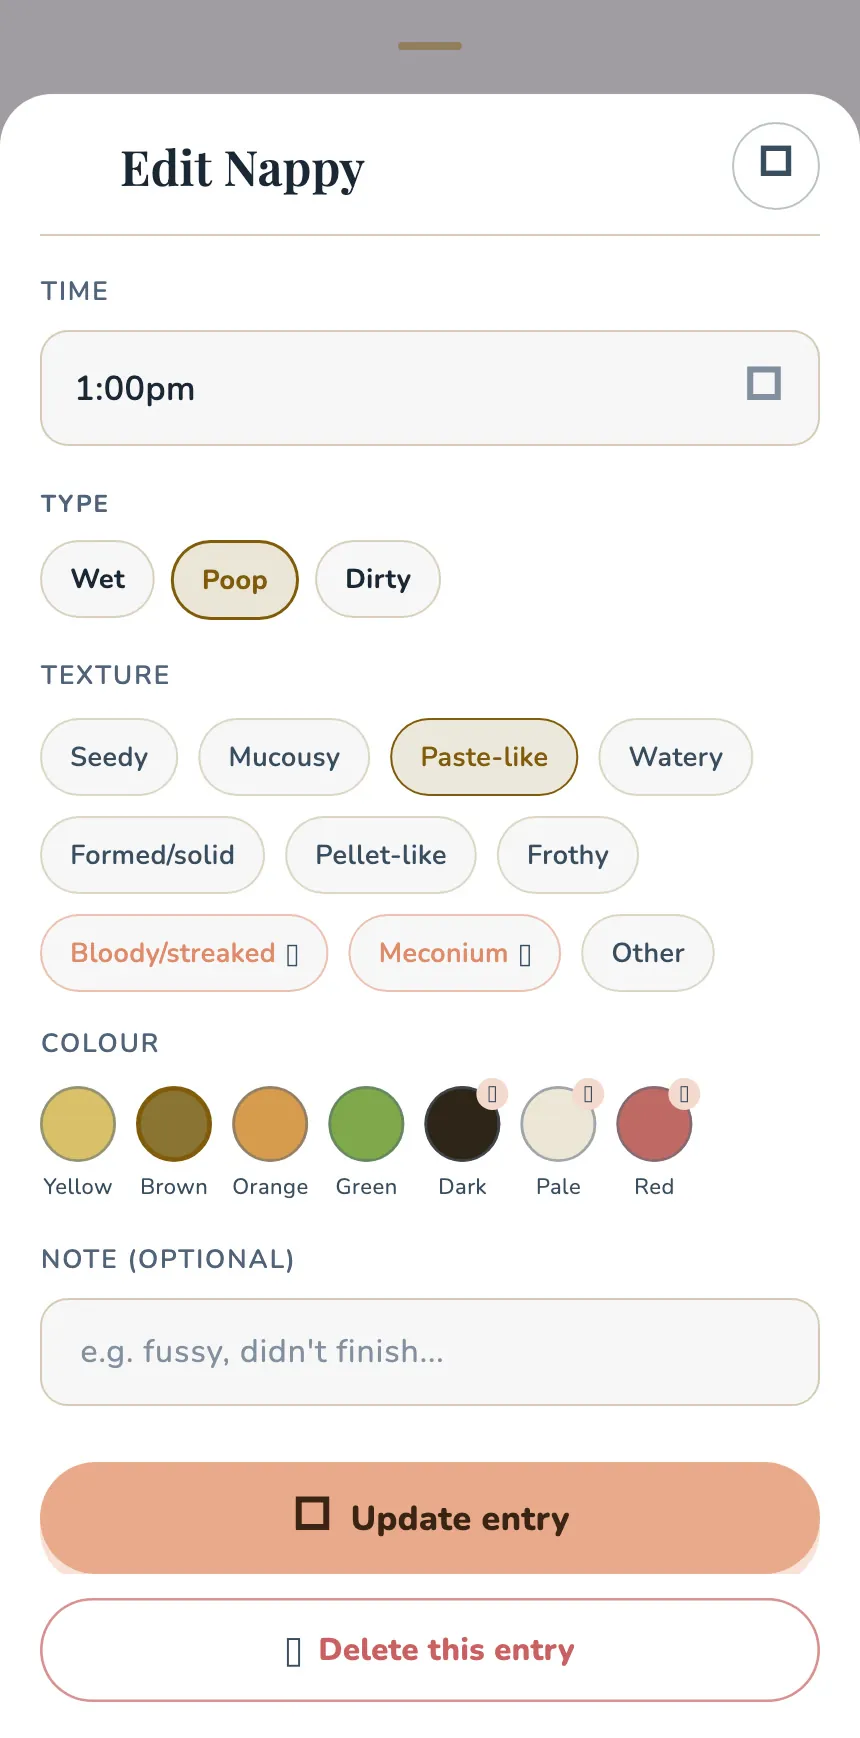 Edit Nappy
TIME
1:00pm
TYPE
Wet Poop Dirty
TEXTURE
Seedy Mucousy Paste-like Watery
Formed/solid Pellet-like Frothy
Bloody/streaked Meconium Other
COLOUR
Yellow Brown Orange Green Dark Pale Red
NOTE (OPTIONAL)
e.g. fussy, didn't finish...
Update entry
Delete this entry